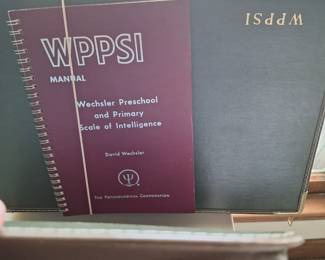 WPPSI
MANUAL
Wechsler Preschool
and Primary
Scale of Intelligence
David Wechsler
THE PSYCHOLOGICAL CORPORATION
WPPSI